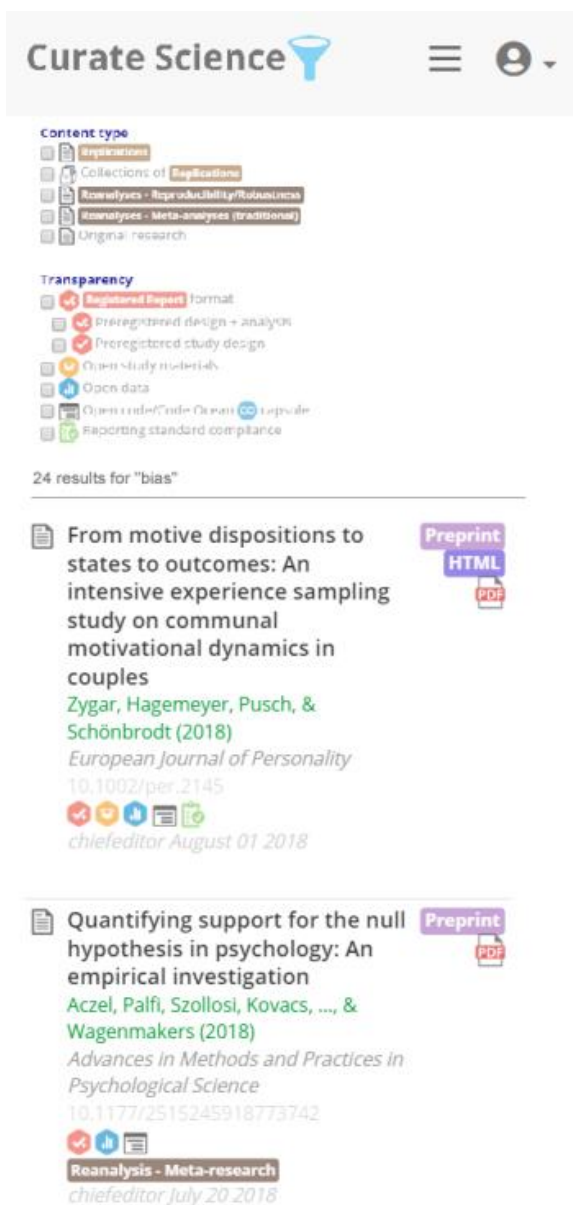 Curate Science
Content type
Replications
Collections of Replications
Reanalyses - Reproducibility/Robustness
Reanalyses - Meta-analyses (traditional)
Original research
Transparency
Registered Report format
Preregistered design + analysis
Preregistered study design
Open study materials
Open data
Open code/Code Ocean CO capsule
Reporting standard compliance
24 results for "bias"
From motive dispositions to Preprint
states to outcomes: An HTML
intensive experience sampling PDF
study on communal
motivational dynamics in
couples
Zygar, Hagemeyer, Pusch, &
Schönbrodt (2018)
European Journal of Personality
10.1002/per.2145
chiefeditor August 01 2018
Quantifying support for the null Preprint
hypothesis in psychology: An PDF
empirical investigation
Aczel, Palfi, Szollosi, Kovacs, ..., &
Wagenmakers (2018)
Advances in Methods and Practices in
Psychological Science
10.1177/2515245918773742
Reanalysis - Meta-research
chiefeditor July 20 2018